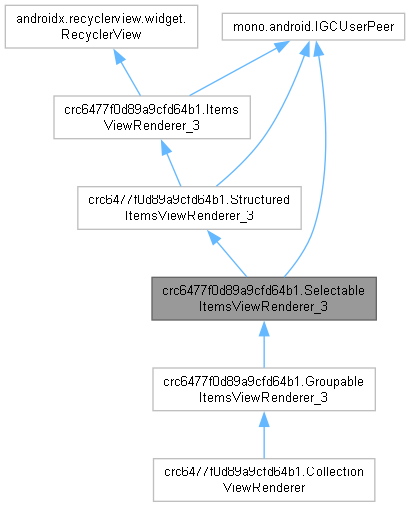 androidx.recyclerview.widget.
RecyclerView
mono.android.IGCUserPeer
crc6477f0d89a9cfd64b1.Items
ViewRenderer_3
crc6477f0d89a9cfd64b1.Structured
ItemsViewRenderer_3
crc6477f0d89a9cfd64b1.Selectable
ItemsViewRenderer_3
crc6477f0d89a9cfd64b1.Groupable
ItemsViewRenderer_3
crc6477f0d89a9cfd64b1.Collection
ViewRenderer